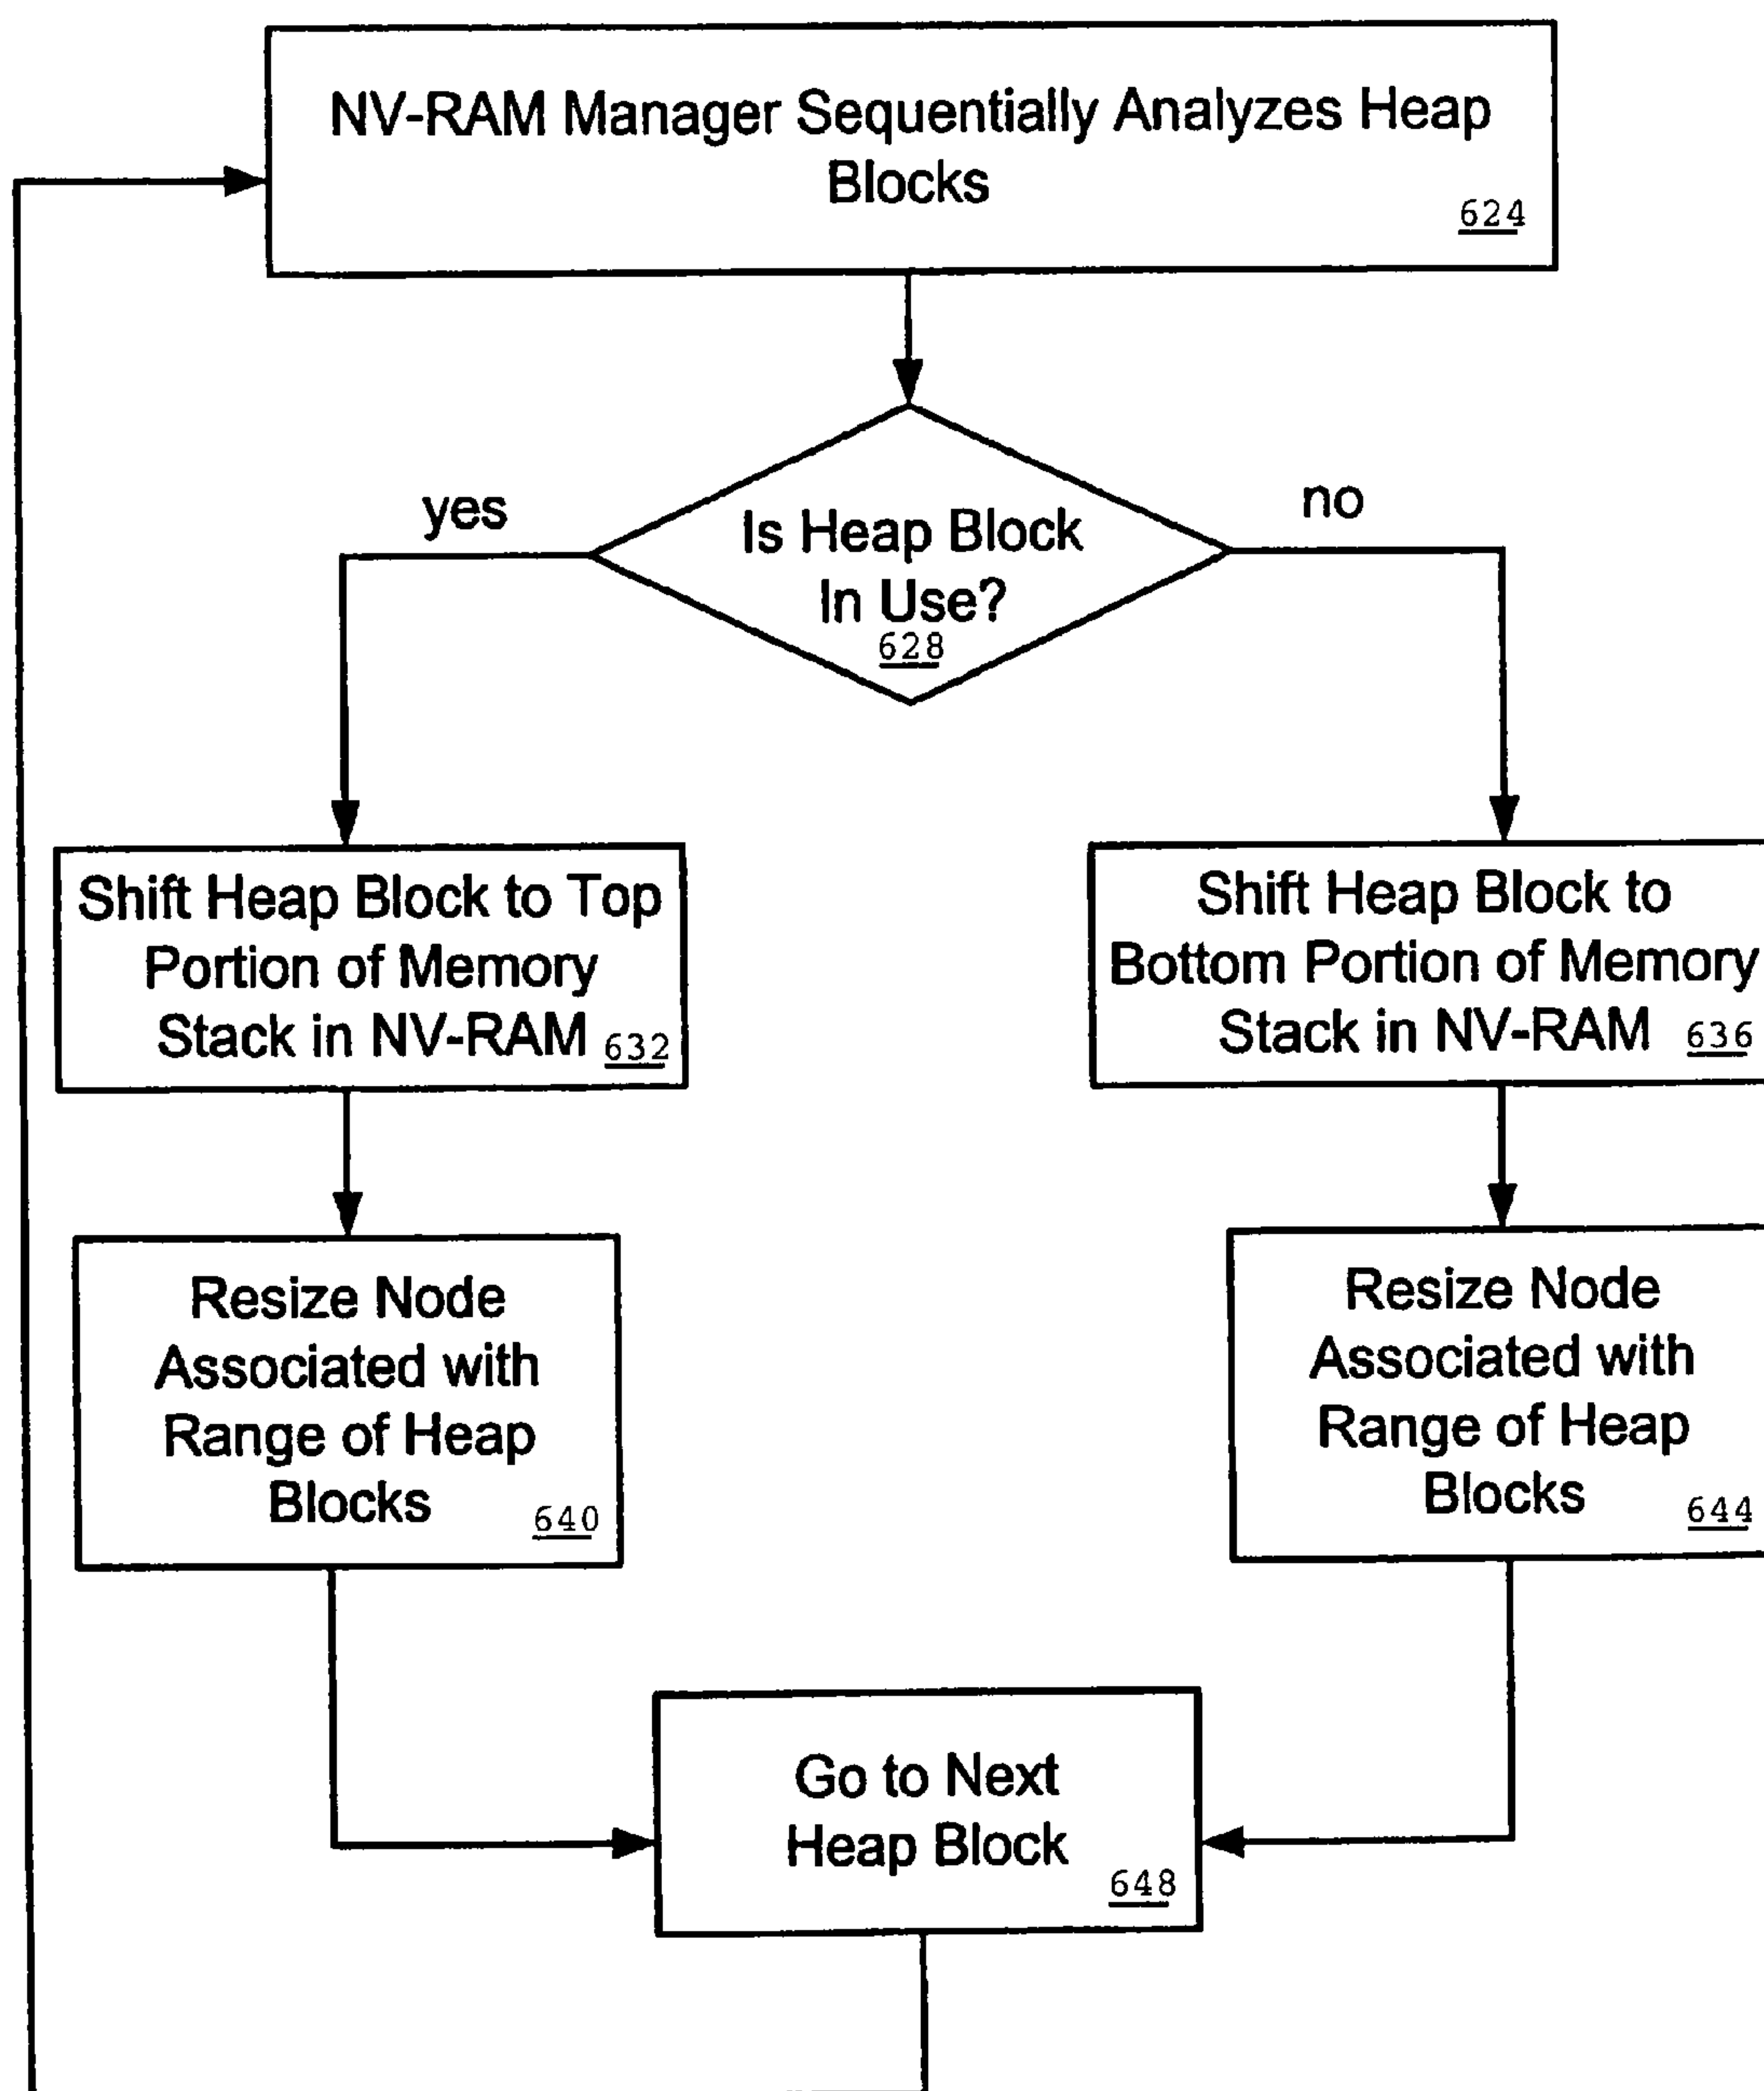 NV-RAM Manager Sequentially Analyzes Heap
Blocks
624
yes
no
Is Heap Block
In Use?
628
Shift Heap Block to Top
Portion of Memory
Stack in NV-RAM 632
Shift Heap Block to
Bottom Portion of Memory
Stack in NV-RAM 636
Resize Node
Associated with
Range of Heap
Blocks
640
Resize Node
Associated with
Range of Heap
Blocks
644
Go to Next
Heap Block
648